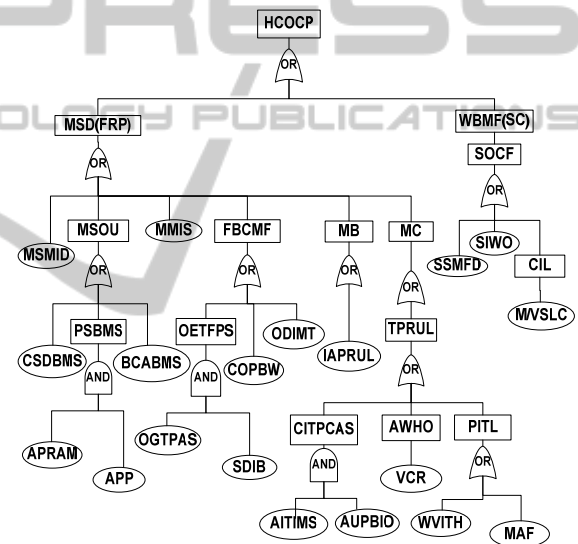 PRESS
HCOCP
OR
OLOGY PUBLICATIONS
MSD(FRP)
WBMF(SC)
SOCF
OR
OR
MSMID
MSOU
MMIS
FBCMF
MB
MC
SSMFD
SIWO
CIL
OR
OR
OR
OR
M/VSLC
CSDBMS
PSBMS
BCABMS
OETFPS
COPBW
ODIMT
IAPRUL
TPRUL
AND
AND
OR
APRAM
APP
OGTPAS
SDIB
CITPCAS
AWHO
PITL
AND
VCR
OR
AITIMS
AUPBIO
WVITH
MAF